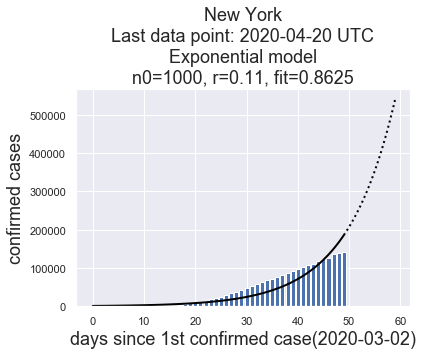 New York
Last data point: 2020-04-20 UTC
Exponential model
n0=1000, r=0.11, fit=0.8625
500000
400000
300000
200000
100000
0
confirmed cases
0 10 20 30 40 50 60
days since 1st confirmed case(2020-03-02)